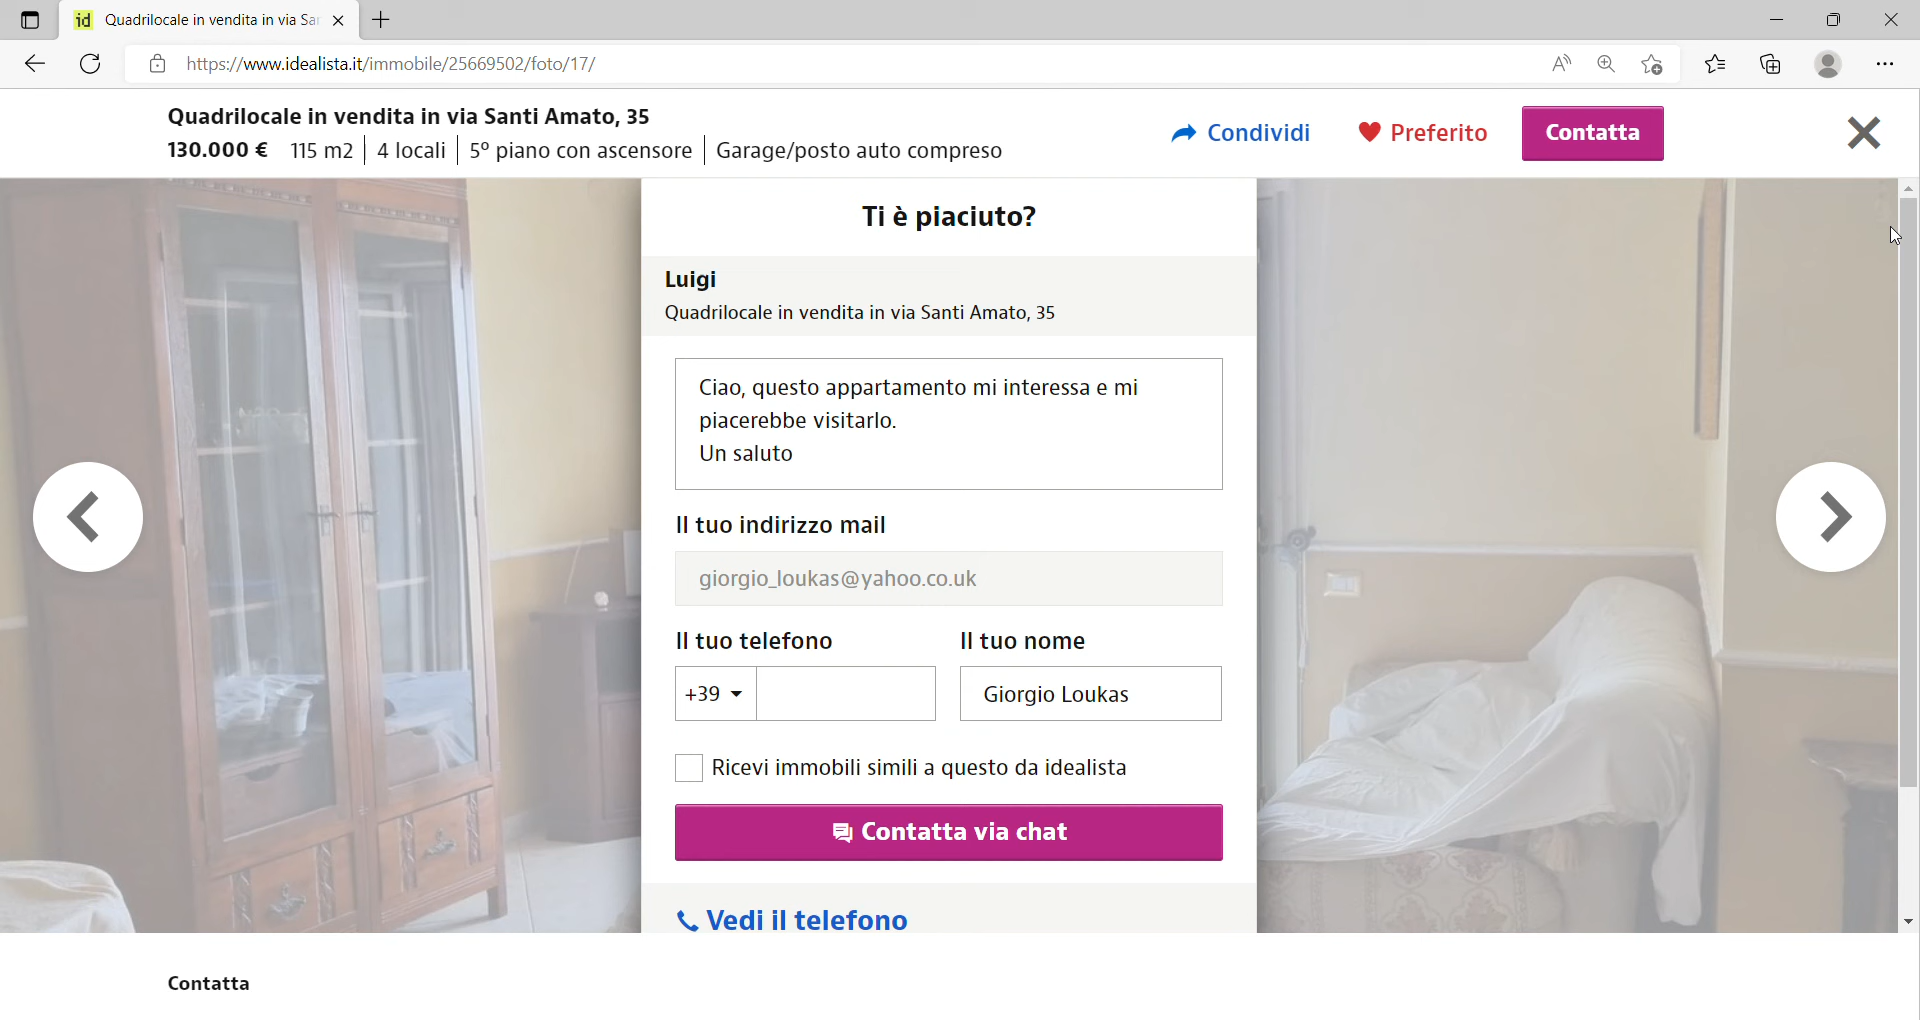 Quadrilocale in vendita in via Sa
https://www.idealista.it/immobile/25669502/foto/17/
Quadrilocale in vendita in via Santi Amato, 35
130.000 € 115 m2 4 locali 5º piano con ascensore Garage/posto auto compreso
Condividi
Preferito
Contatta
Ti è piaciuto?
Luigi
Quadrilocale in vendita in via Santi Amato, 35
Ciao, questo appartamento mi interessa e mi
piacerebbe visitarlo.
Un saluto
Il tuo indirizzo mail
giorgio_loukas@yahoo.co.uk
Il tuo telefono
Il tuo nome
+39
Giorgio Loukas
Ricevi immobili simili a questo da idealista
Contatta via chat
Vedi il telefono
Contatta